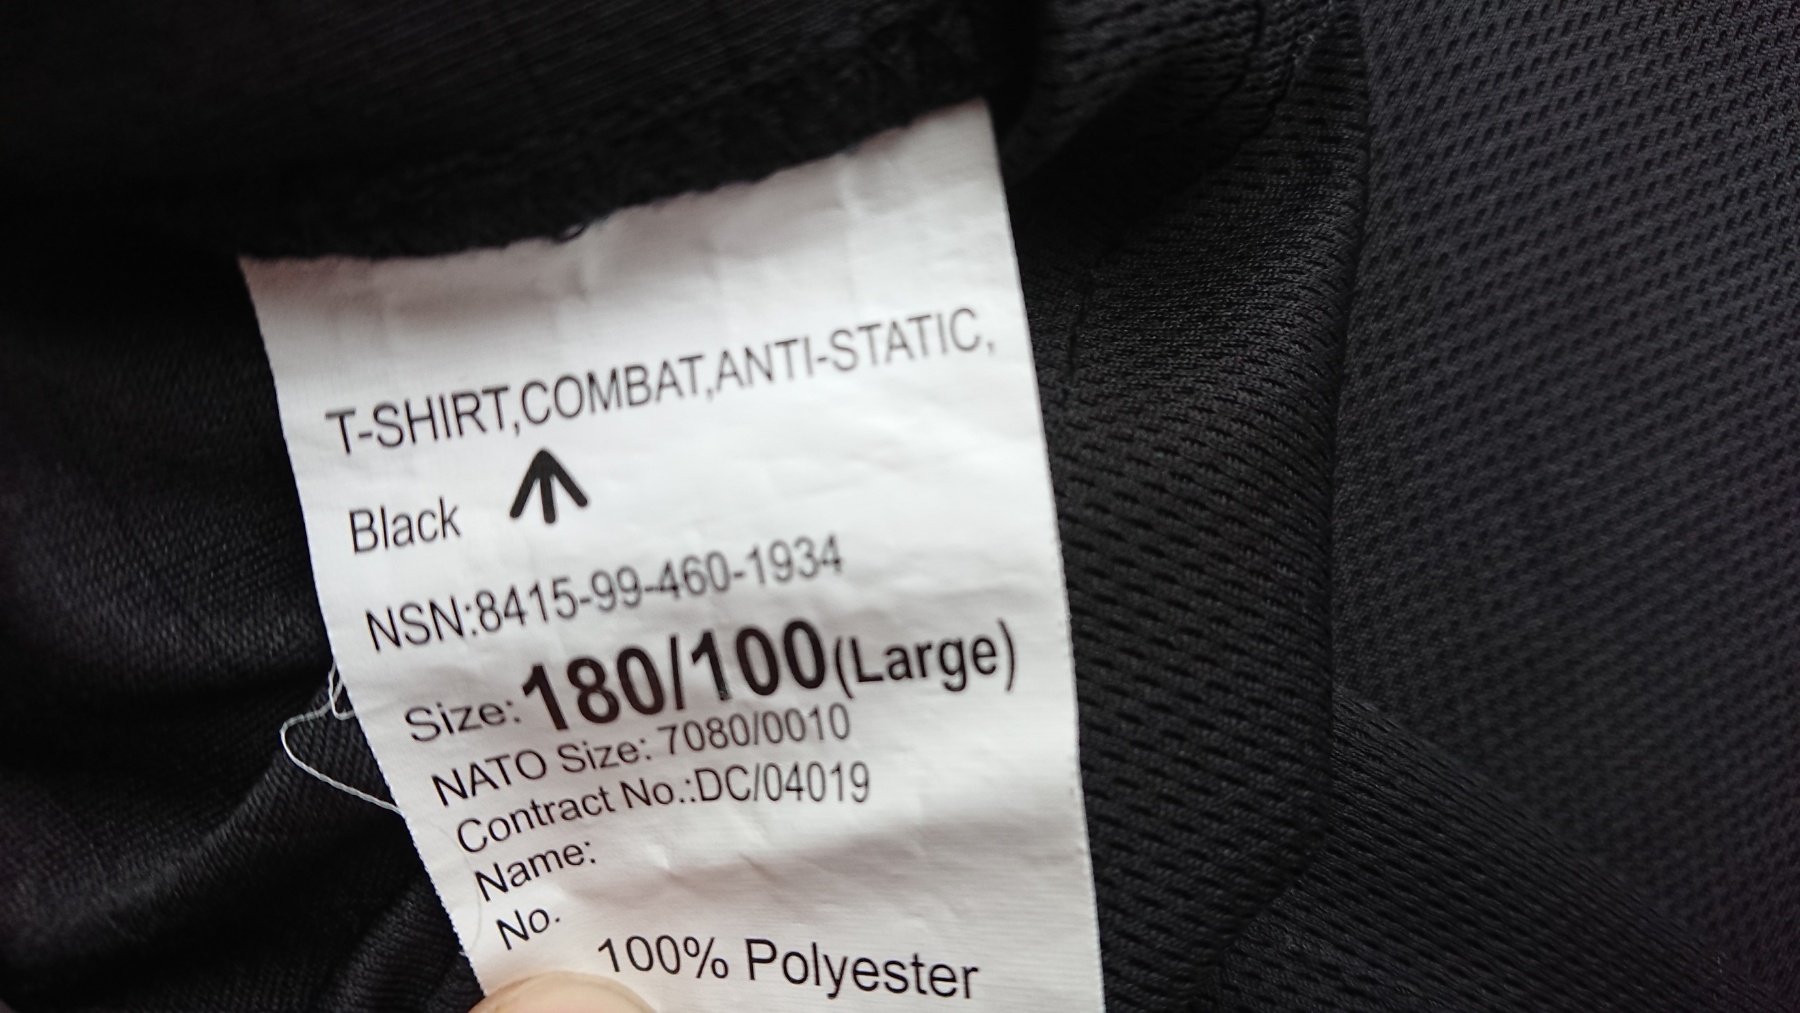 T-SHIRT,COMBAT,ANTI-STATIC,
Black
NSN:8415-99-460-1934
Size:180/100(Large)
NATO Size: 7080/0010
Contract No.:DC/04019
Name:
No.
100% Polyester